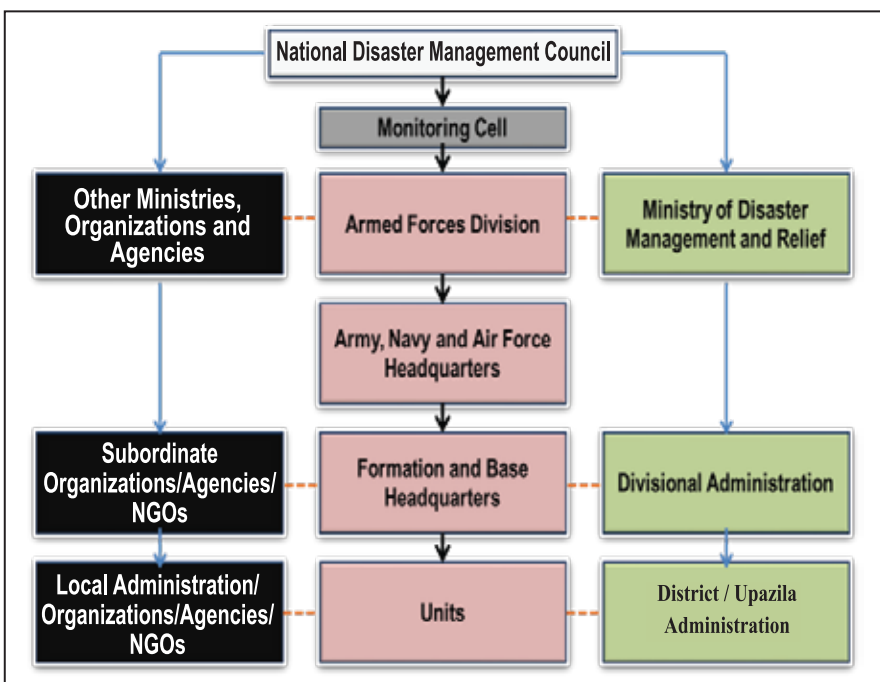 National Disaster Management Council
Monitoring Cell
Other Ministries,
Organizations and
Agencies
Armed Forces Division
Ministry of Disaster
Management and Relief
Army, Navy and Air Force
Headquarters
Subordinate
Organizations/Agencies/
NGOs
Formation and Base
Headquarters
Divisional Administration
Local Administration/
Organizations/Agencies/
NGOs
Units
District / Upazila
Administration